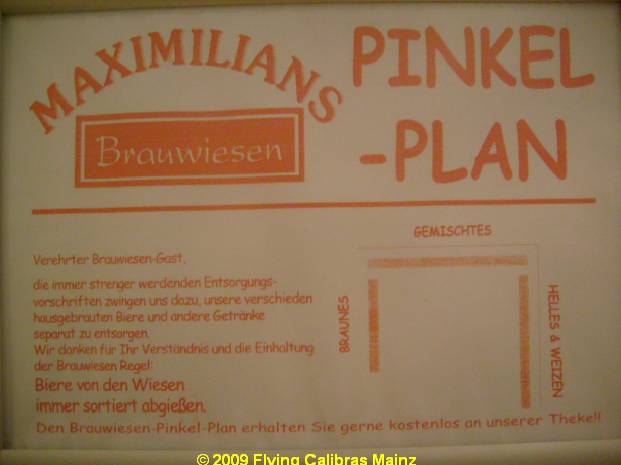 MAXIMILIANS
Brauwiesen
PINKEL
-PLAN
Verehrter Brauwiesen-Gast,
die immer strenger werdenden Entsorgungs-
vorschriften zwingen uns dazu, unsere verschieden
hausgebrauten Biere und andere Getränke
separat zu entsorgen.
Wir danken für Ihr Verständnis und die Einhaltung
der Brauwiesen Regel:
Biere von den Wiesen
immer sortiert abgießen.
GEMISCHTES
BRAUNES
HELLES & WEIZEN
Den Brauwiesen-Pinkel-Plan erhalten Sie gerne kostenlos an unserer Theke!!
© 2009 Flying Calibras Mainz